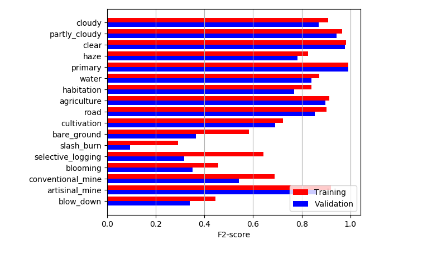 cloudy
partly_cloudy
clear
haze
primary
water
habitation
agriculture
road
cultivation
bare_ground
slash_burn
selective_logging
blooming
conventional_mine
artisinal_mine
blow_down
Training
Validation
0.0 0.2 0.4 0.6 0.8 1.0
F2-score